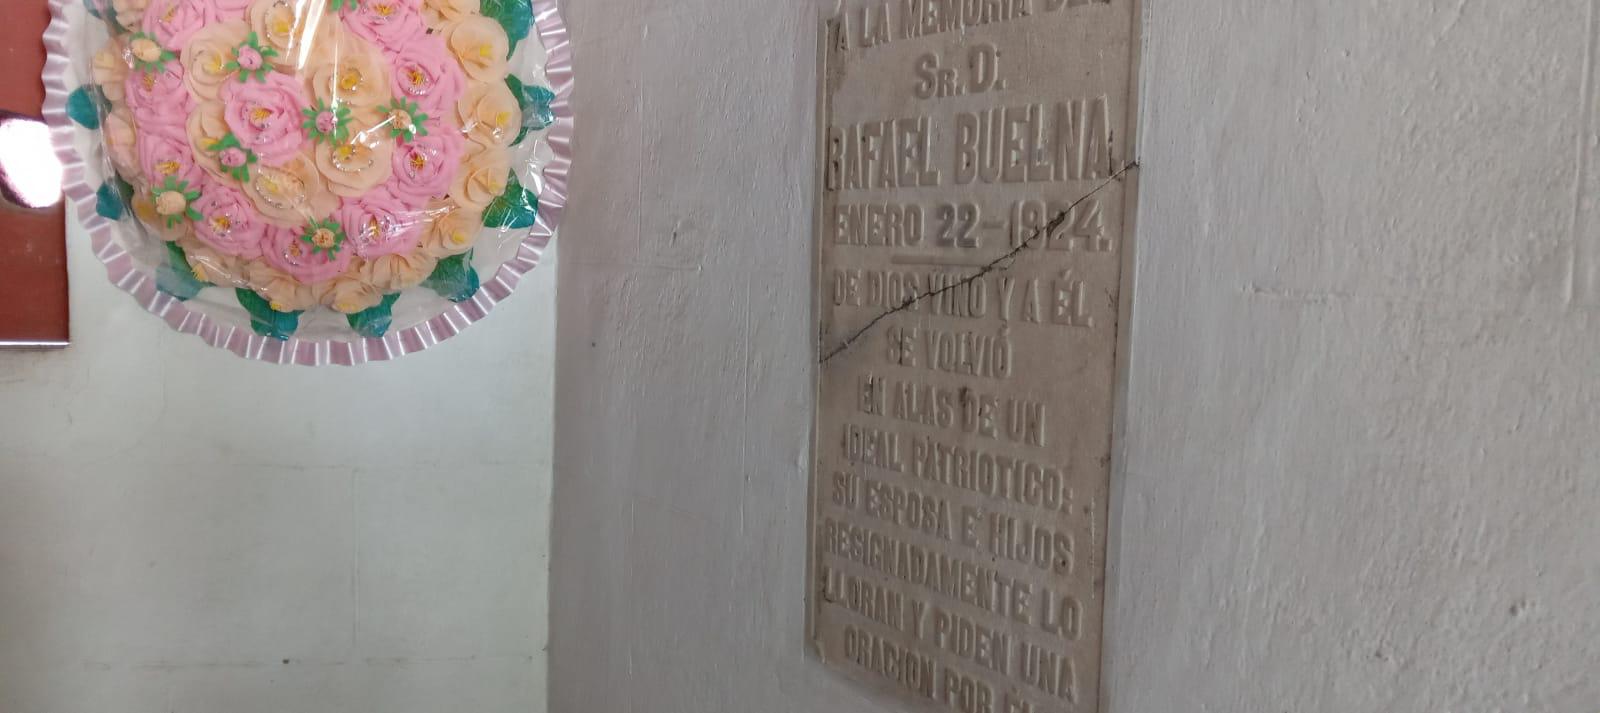 A LA MEMORIA DEL
SR. D.
RAFAEL BUELNA
ENERO 22-1924.
DE DIOS VINO Y A ÉL
SE VOLVIÓ
EN ALAS DE UN
IDEAL PATRIOTICO:
SU ESPOSA E HIJOS
RESIGNADAMENTE LO
LLORAN Y PIDEN UNA
ORACION POR ÉL